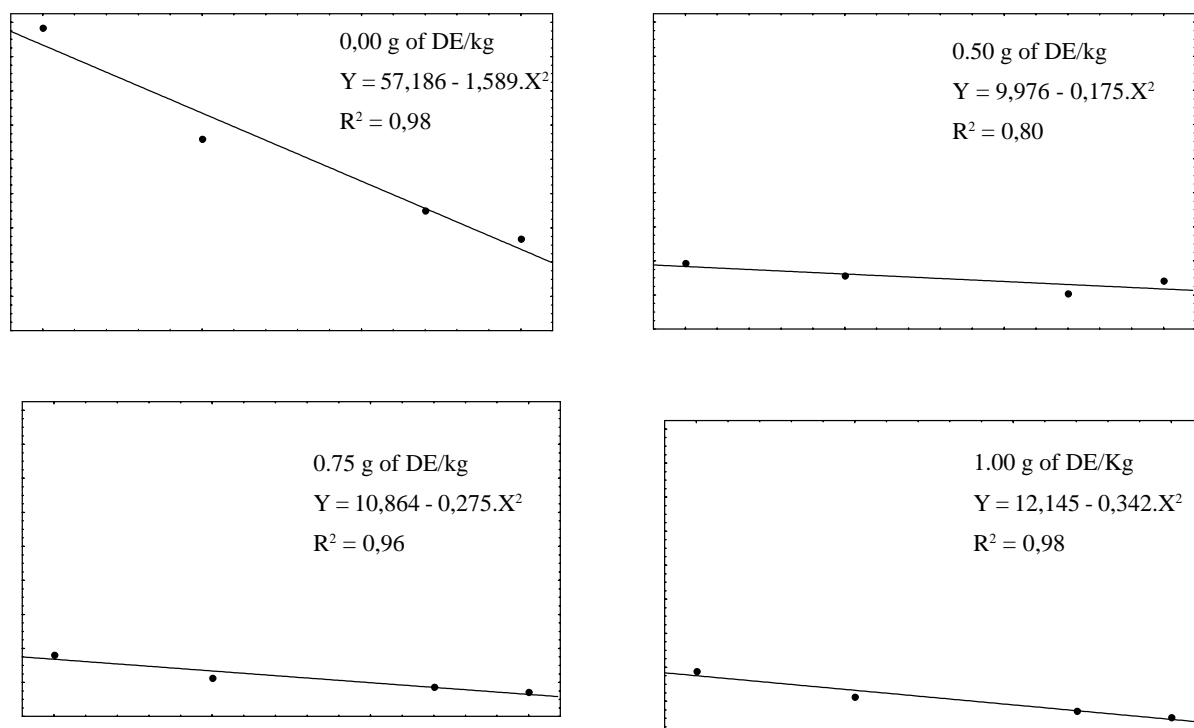 0,00 g of DE/kg
Y = 57,186 - 1,589.X²
R² = 0,98
0.50 g of DE/kg
Y = 9,976 - 0,175.X²
R² = 0,80
0.75 g of DE/kg
Y = 10,864 - 0,275.X²
R² = 0,96
1.00 g of DE/Kg
Y = 12,145 - 0,342.X²
R² = 0,98